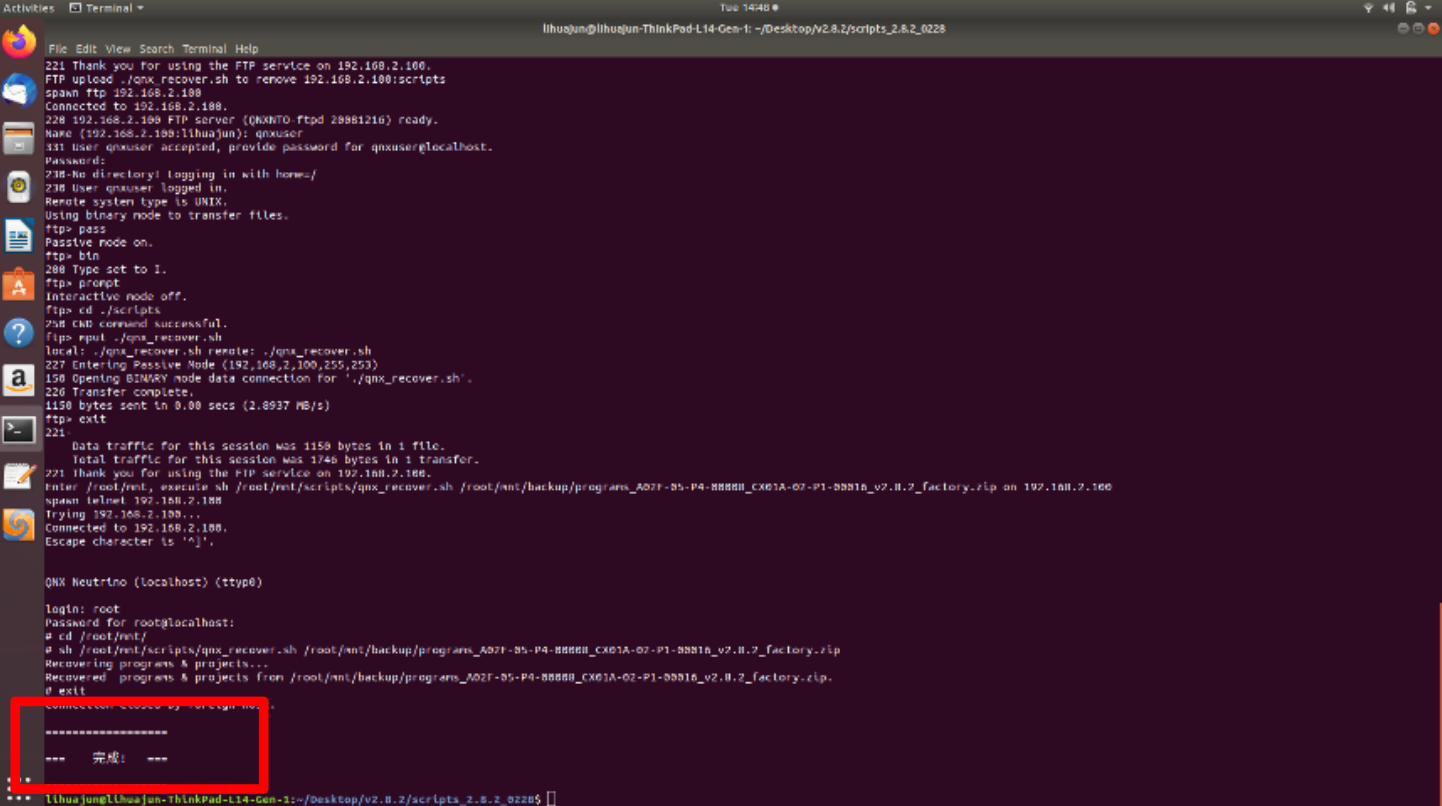 Activities Terminal Tue 14:48
lihuajun@lihuajun-ThinkPad-L14-Gen-1: ~/Desktop/v2.8.2/scripts_2.8.2_0228
File Edit View Search Terminal Help
221 Thank you for using the FTP service on 192.168.2.100.
FTP upload ./qnx_recover.sh to remove 192.168.2.100:scripts
spawn ftp 192.168.2.100
Connected to 192.168.2.100.
220 192.168.2.100 FTP server (QNXNTO-ftpd 20081216) ready.
Name (192.168.2.100:lihuajun): qnxuser
331 User qnxuser accepted, provide password for qnxuser@localhost.
Password:
230-No directory! Logging in with home=/
230 User qnxuser logged in.
Remote system type is UNIX.
Using binary mode to transfer files.
ftp> pass
Passive mode on.
ftp> bin
200 Type set to I.
ftp> prompt
Interactive mode off.
ftp> cd ./scripts
250 CWD command successful.
ftp> mput ./qnx_recover.sh
local: ./qnx_recover.sh remote: ./qnx_recover.sh
227 Entering Passive Mode (192,168,2,100,255,253)
150 Opening BINARY mode data connection for './qnx_recover.sh'.
226 Transfer complete.
1150 bytes sent in 0.00 secs (2.8937 MB/s)
ftp> exit
221-
Data traffic for this session was 1150 bytes in 1 file.
Total traffic for this session was 1746 bytes in 1 transfer.
221 Thank you for using the FTP service on 192.168.2.100.
Enter /root/mnt, execute sh /root/mnt/scripts/qnx_recover.sh /root/mnt/backup/programs_A02F-05-P4-00008_CX01A-02-P1-00016_v2.8.2_factory.zip on 192.168.2.100
spawn telnet 192.168.2.100
Trying 192.168.2.100...
Connected to 192.168.2.100.
Escape character is '^]'.
QNX Neutrino (localhost) (ttyp0)
login: root
Password for root@localhost:
# cd /root/mnt/
# sh /root/mnt/scripts/qnx_recover.sh /root/mnt/backup/programs_A02F-05-P4-00008_CX01A-02-P1-00016_v2.8.2_factory.zip
Recovering programs & projects...
Recovered programs & projects from /root/mnt/backup/programs_A02F-05-P4-00008_CX01A-02-P1-00016_v2.8.2_factory.zip.
# exit
Connection closed by foreign host.
==================
=== 完成! ===
lihuajun@lihuajun-ThinkPad-L14-Gen-1:~/Desktop/v2.8.2/scripts_2.8.2_0228$